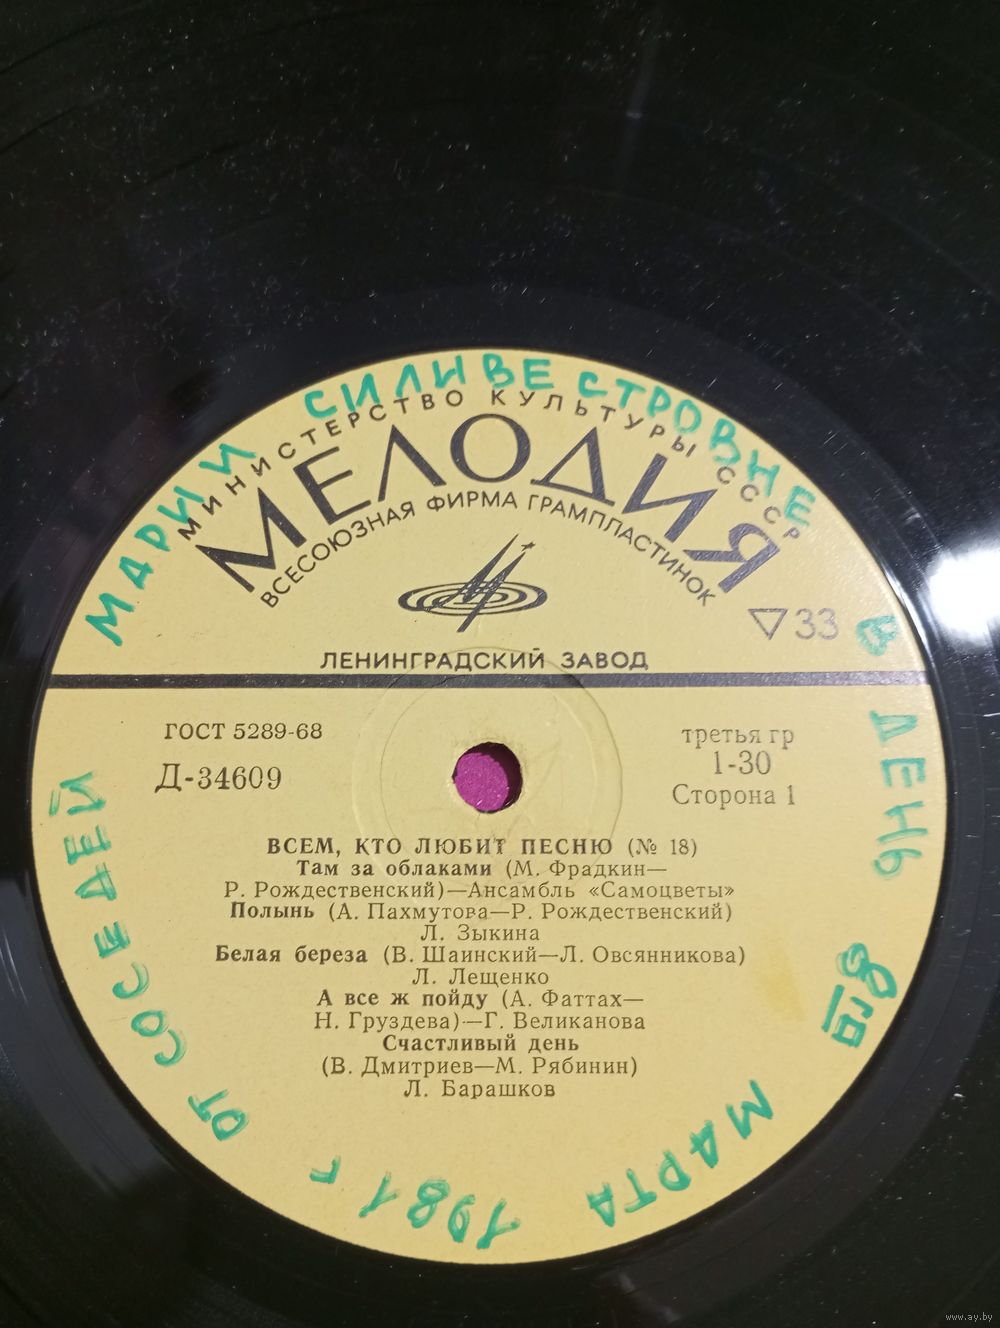 МАРИИ СИЛИВЕСТРОВНЕ В ДЕНЬ 8ГО МАРТА 1981 г ОТ СОСЕДЕЙ
МИНИСТЕРСТВО КУЛЬТУРЫ СССР
МЕЛОДИЯ
ВСЕСОЮЗНАЯ ФИРМА ГРАМПЛАСТИНОК
▽33
ЛЕНИНГРАДСКИЙ ЗАВОД
ГОСТ 5289-68
Д-34609
третья гр
1-30
Сторона 1
ВСЕМ, КТО ЛЮБИТ ПЕСНЮ (№ 18)
Там за облаками (М. Фрадкин—
Р. Рождественский)—Ансамбль «Самоцветы»
Полынь (А. Пахмутова—Р. Рождественский)
Л. Зыкина
Белая береза (В. Шаинский—Л. Овсянникова)
Л. Лещенко
А все ж пойду (А. Фаттах—
Н. Груздева)—Г. Великанова
Счастливый день
(В. Дмитриев—М. Рябинин)
Л. Барашков
www.ay.by